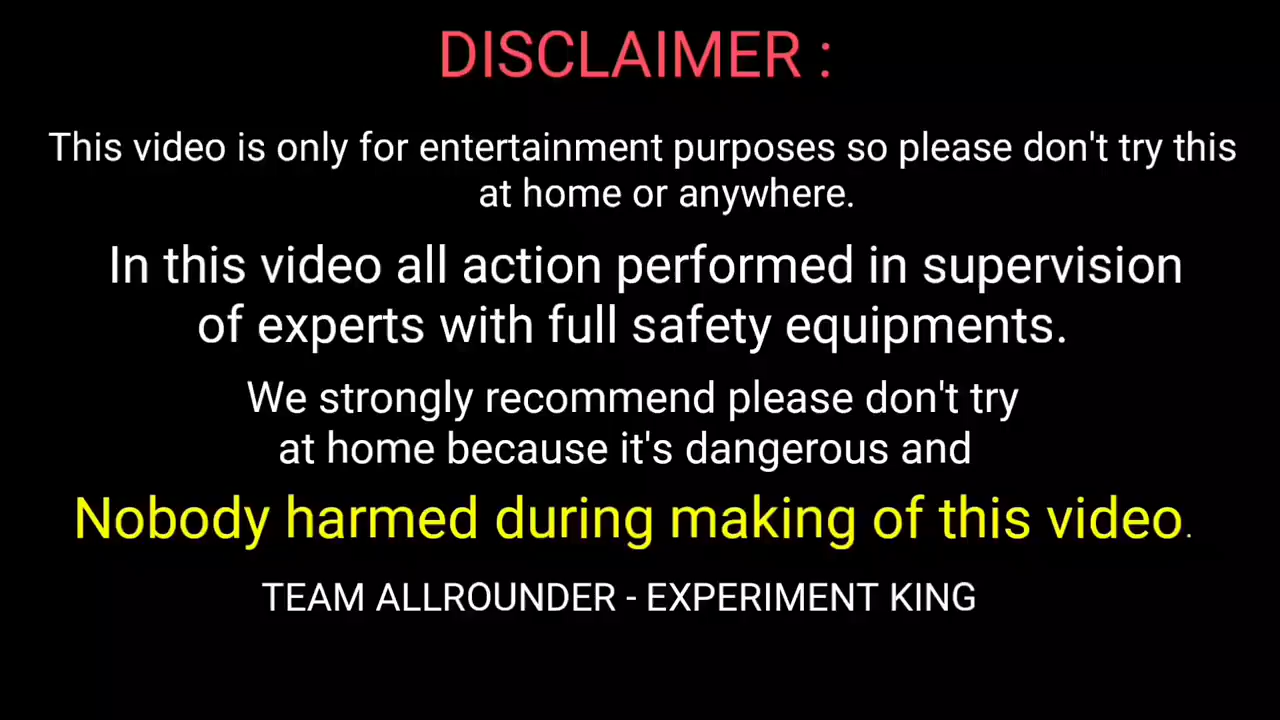 DISCLAIMER :
This video is only for entertainment purposes so please don't try this
at home or anywhere.
In this video all action performed in supervision
of experts with full safety equipments.
We strongly recommend please don't try
at home because it's dangerous and
Nobody harmed during making of this video.
TEAM ALLROUNDER - EXPERIMENT KING